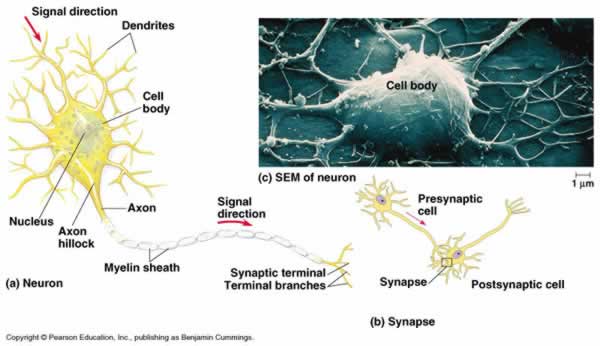 Signal direction
Dendrites
Cell
body
Nucleus
Axon
hillock
Axon
Signal
direction
Myelin sheath
Synaptic terminal
Terminal branches
(a) Neuron
Cell body
(c) SEM of neuron
1 µm
Presynaptic
cell
Synapse
Postsynaptic cell
(b) Synapse
Copyright © Pearson Education, Inc., publishing as Benjamin Cummings.